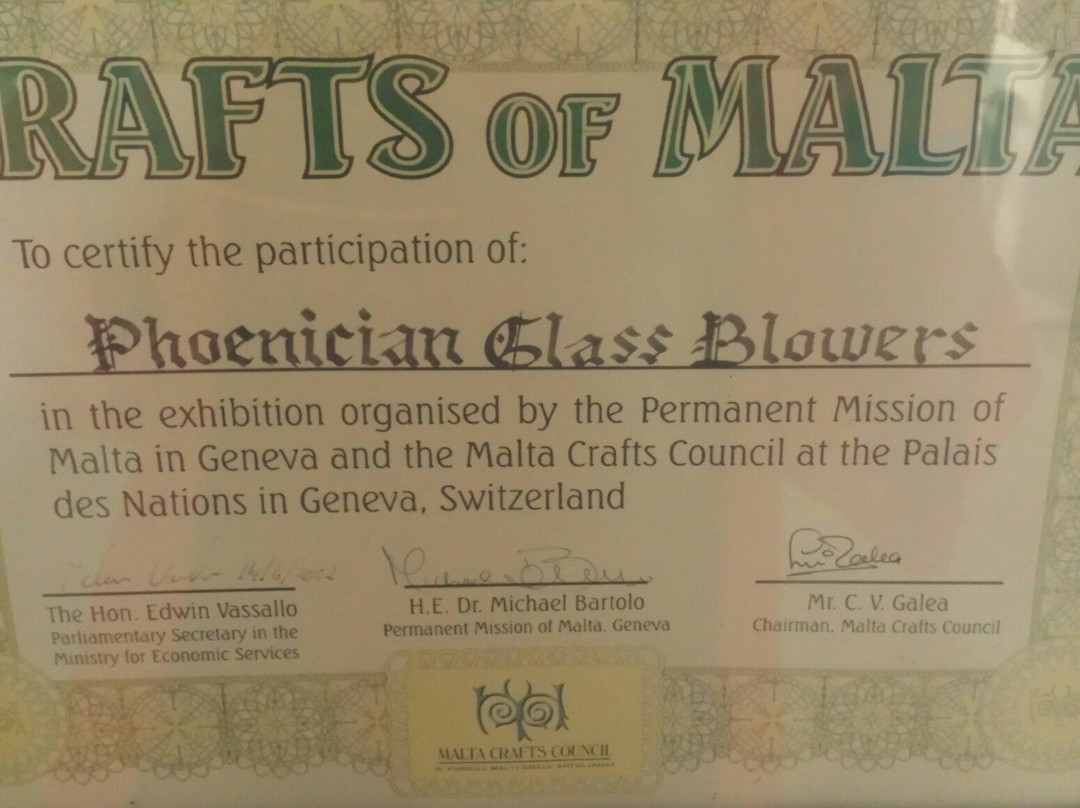 RAFTS OF MALTA
To certify the participation of:
Phoenician Glass Blowers
in the exhibition organised by the Permanent Mission of
Malta in Geneva and the Malta Crafts Council at the Palais
des Nations in Geneva, Switzerland
The Hon. Edwin Vassallo
Parliamentary Secretary in the
Ministry for Economic Services
H.E. Dr. Michael Bartolo
Permanent Mission of Malta. Geneva
Mr. C. V. Galea
Chairman. Malta Crafts Council
MALTA CRAFTS COUNCIL